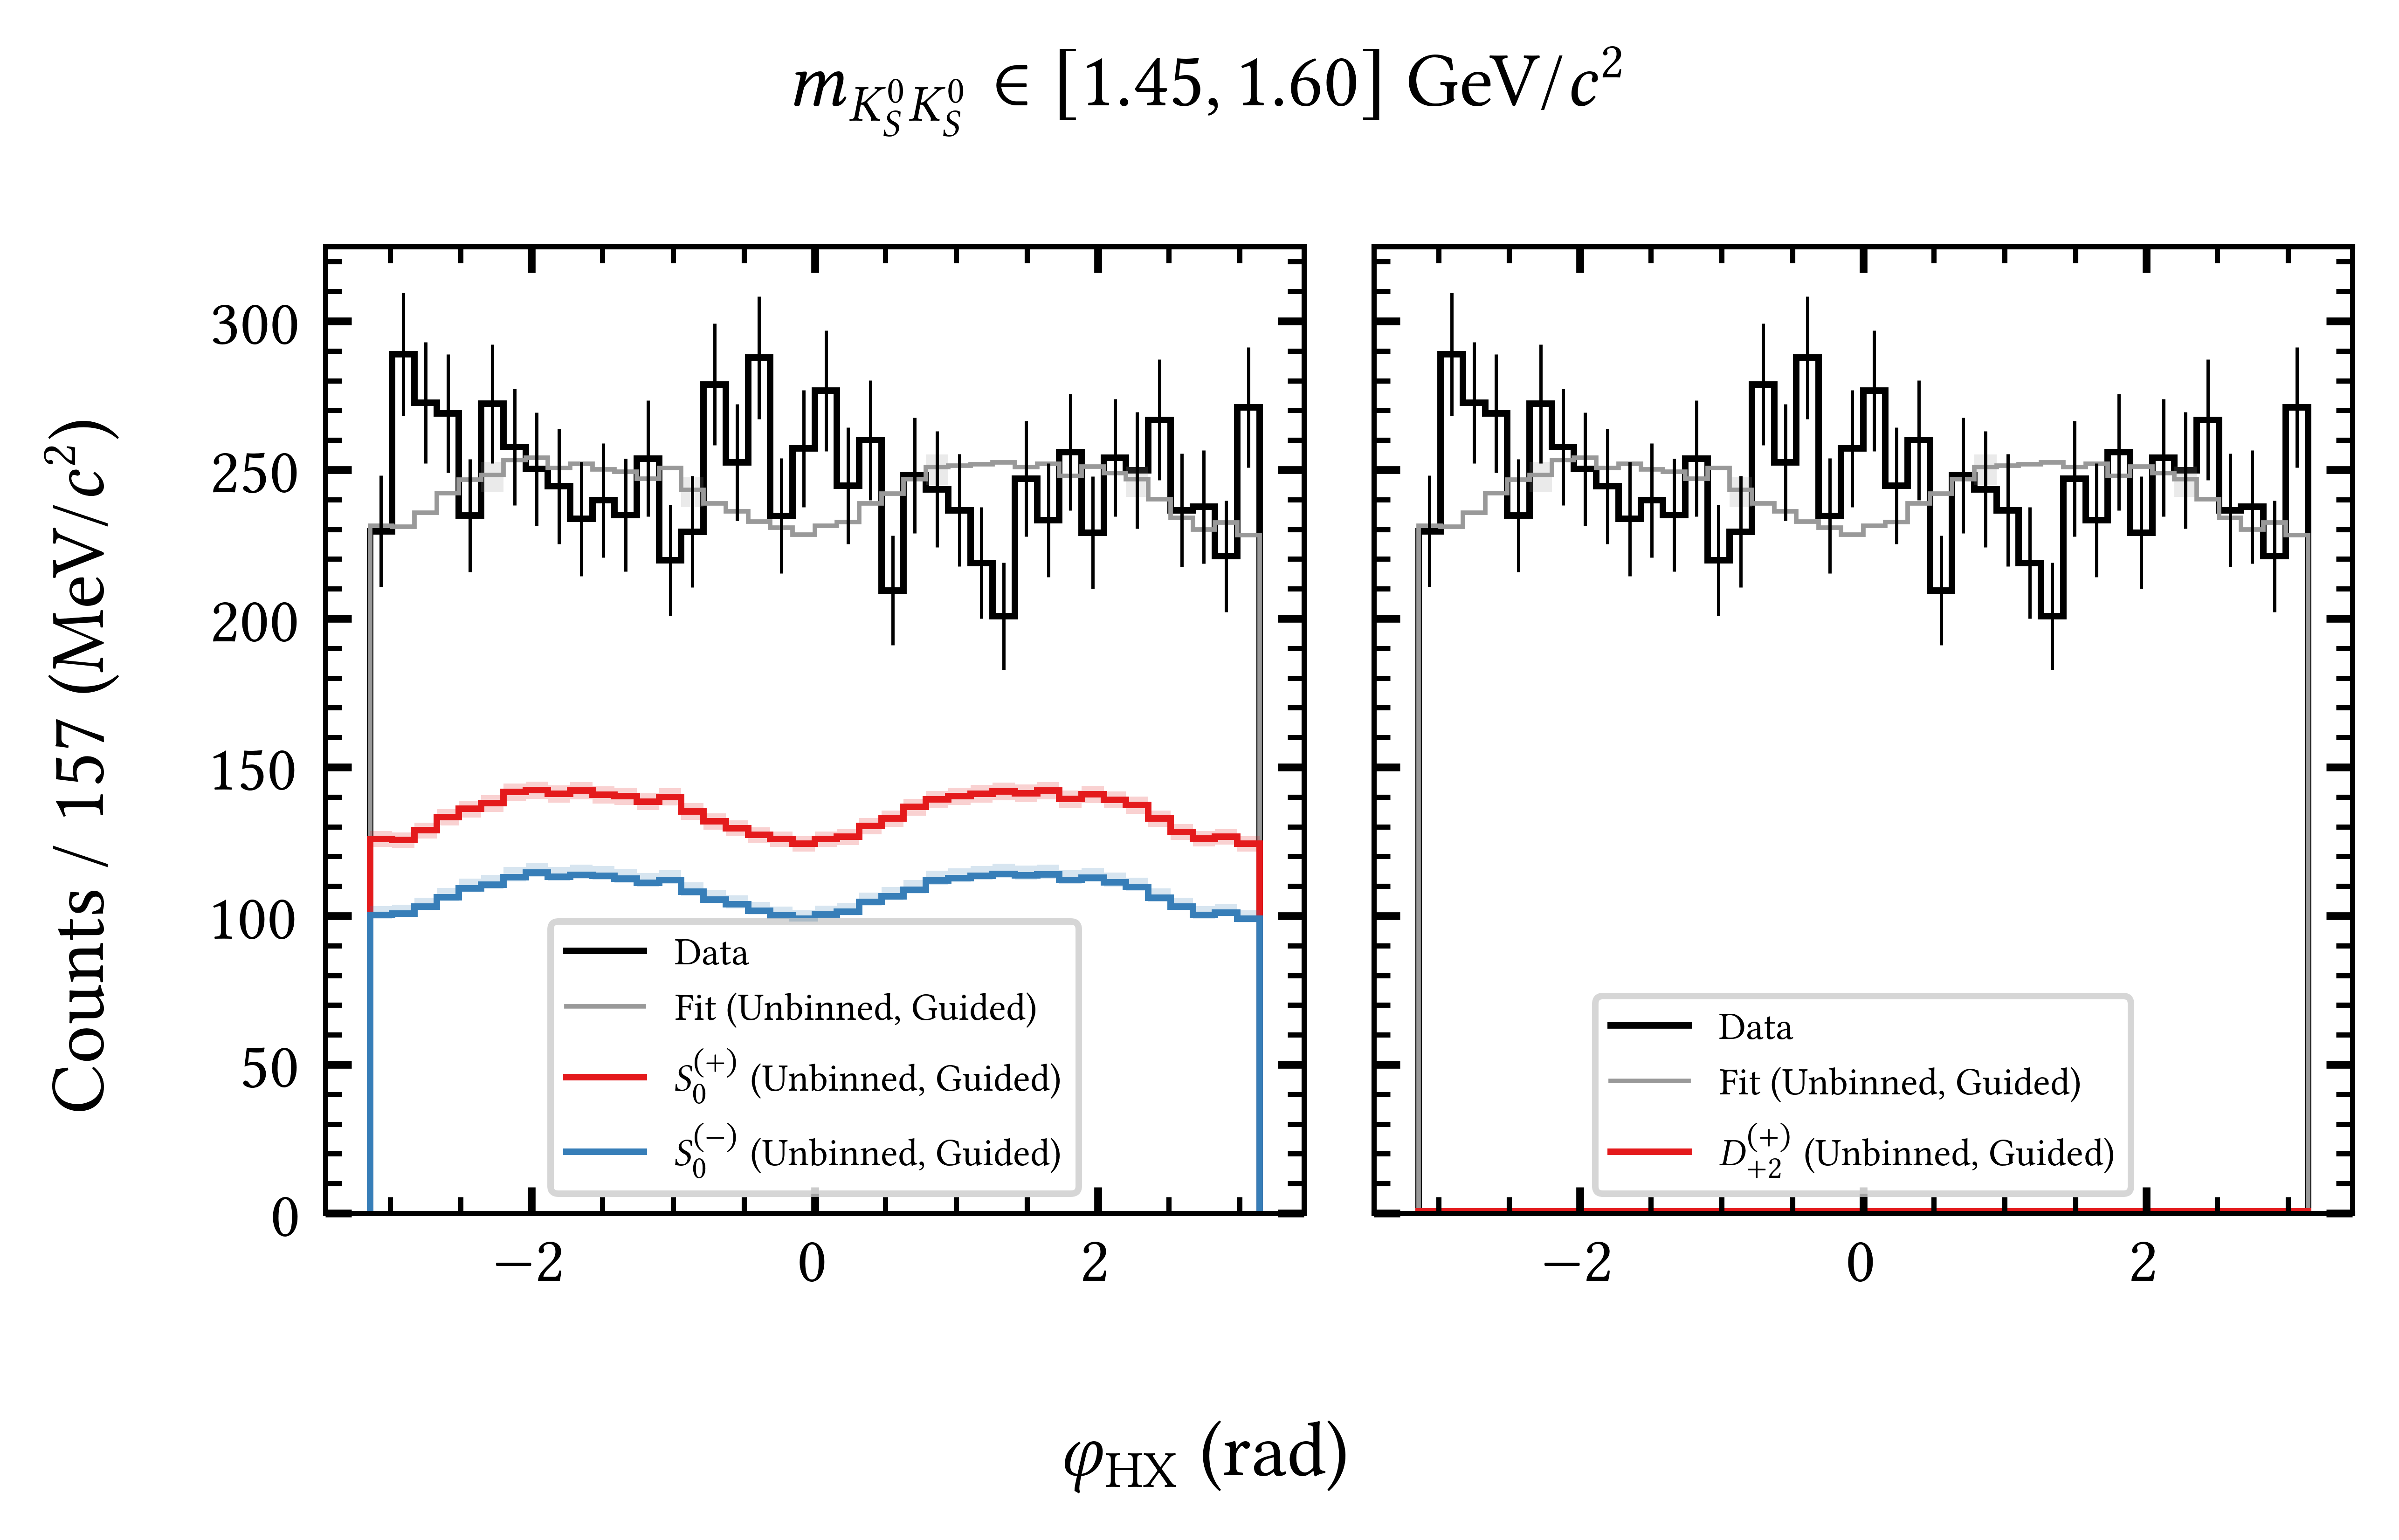 m_{K_S^0 K_S^0} ∈ [1.45, 1.60] GeV/c²
Counts / 157 (MeV/c²)
300
250
200
150
100
50
0
Data
Fit (Unbinned, Guided)
S_0^{(+)} (Unbinned, Guided)
S_0^{(−)} (Unbinned, Guided)
−2 0 2
Data
Fit (Unbinned, Guided)
D_{+2}^{(+)} (Unbinned, Guided)
−2 0 2
φ_{HX} (rad)